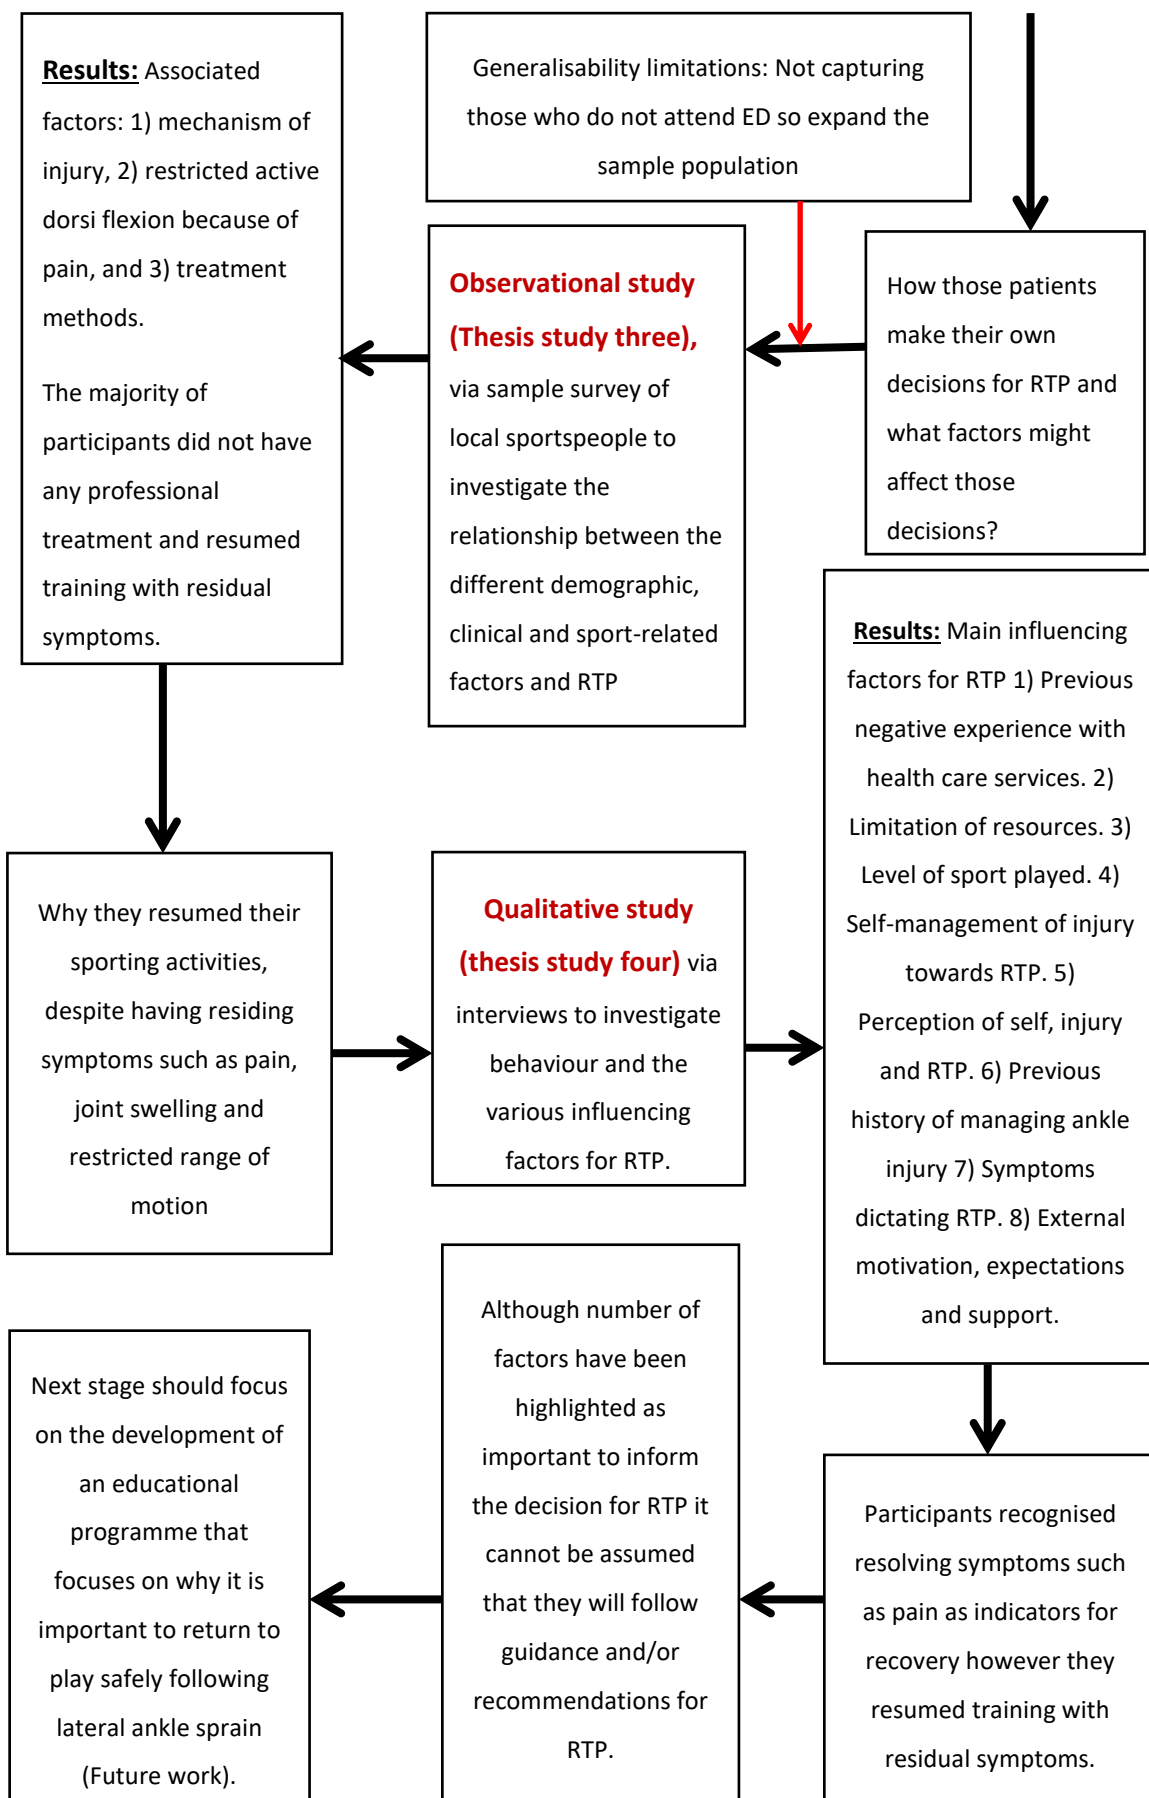 Results: Associated
factors: 1) mechanism of
injury, 2) restricted active
dorsi flexion because of
pain, and 3) treatment
methods.
The majority of
participants did not have
any professional
treatment and resumed
training with residual
symptoms.
Generalisability limitations: Not capturing
those who do not attend ED so expand the
sample population
Observational study
(Thesis study three),
via sample survey of
local sportspeople to
investigate the
relationship between the
different demographic,
clinical and sport-related
factors and RTP
How those patients
make their own
decisions for RTP and
what factors might
affect those
decisions?
Why they resumed their
sporting activities,
despite having residing
symptoms such as pain,
joint swelling and
restricted range of
motion
Qualitative study
(thesis study four) via
interviews to investigate
behaviour and the
various influencing
factors for RTP.
Results: Main influencing
factors for RTP 1) Previous
negative experience with
health care services. 2)
Limitation of resources. 3)
Level of sport played. 4)
Self-management of injury
towards RTP. 5)
Perception of self, injury
and RTP. 6) Previous
history of managing ankle
injury 7) Symptoms
dictating RTP. 8) External
motivation, expectations
and support.
Next stage should focus
on the development of
an educational
programme that
focuses on why it is
important to return to
play safely following
lateral ankle sprain
(Future work).
Although number of
factors have been
highlighted as
important to inform
the decision for RTP it
cannot be assumed
that they will follow
guidance and/or
recommendations for
RTP.
Participants recognised
resolving symptoms such
as pain as indicators for
recovery however they
resumed training with
residual symptoms.